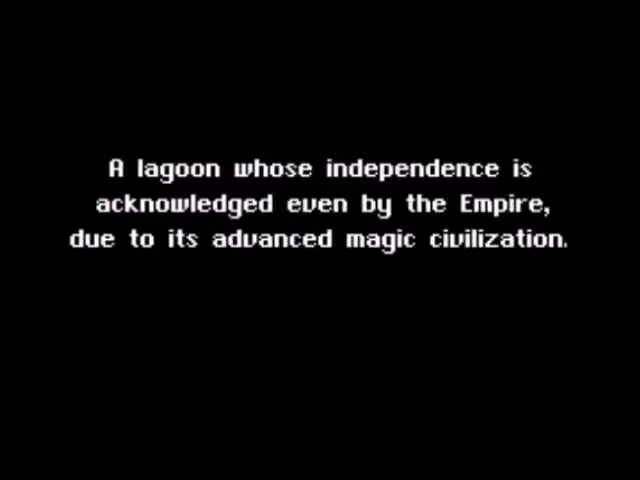 A lagoon whose independence is
acknowledged even by the Empire,
due to its advanced magic civilization.